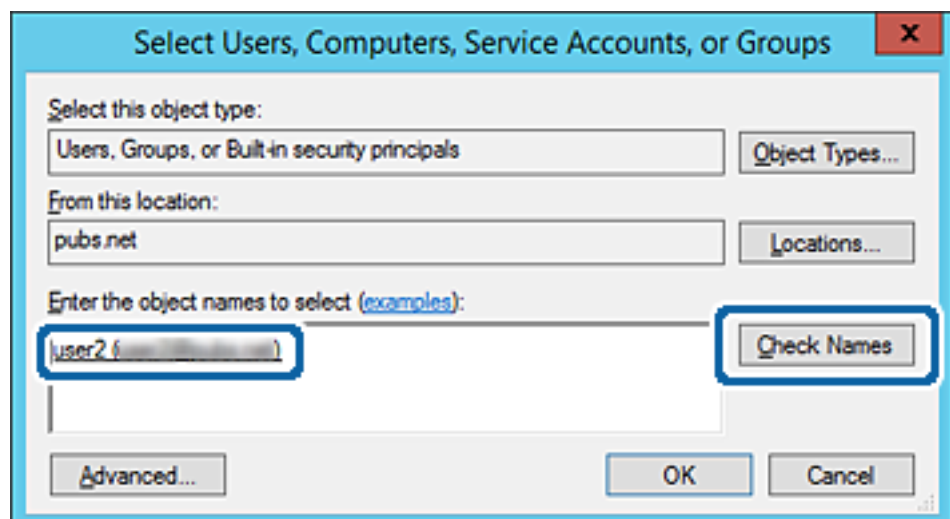 Select Users, Computers, Service Accounts, or Groups
x
Select this object type:
Users, Groups, or Built-in security principals
Object Types...
From this location:
pubs.net
Locations...
Enter the object names to select (examples):
user2 ( )
Check Names
Advanced...
OK
Cancel